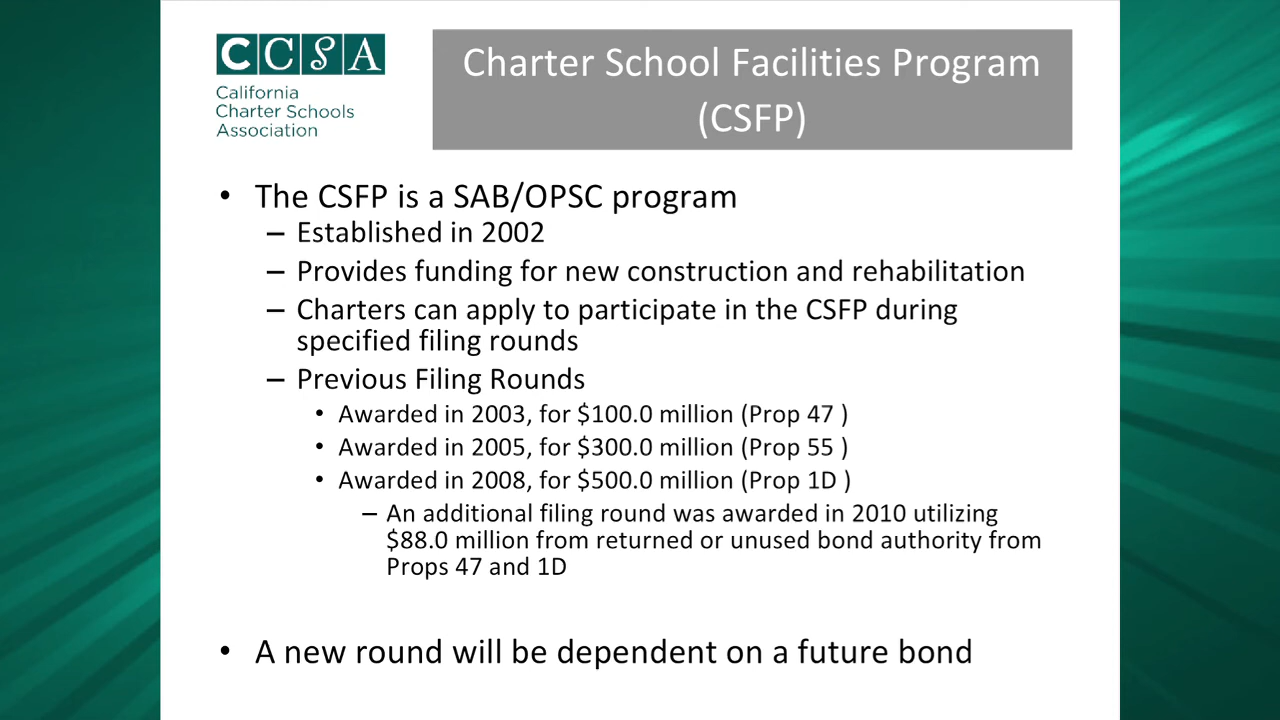 CCSA
California
Charter Schools
Association
Charter School Facilities Program
(CSFP)
• The CSFP is a SAB/OPSC program
– Established in 2002
– Provides funding for new construction and rehabilitation
– Charters can apply to participate in the CSFP during
specified filing rounds
– Previous Filing Rounds
• Awarded in 2003, for $100.0 million (Prop 47 )
• Awarded in 2005, for $300.0 million (Prop 55 )
• Awarded in 2008, for $500.0 million (Prop 1D )
– An additional filing round was awarded in 2010 utilizing
$88.0 million from returned or unused bond authority from
Props 47 and 1D
• A new round will be dependent on a future bond